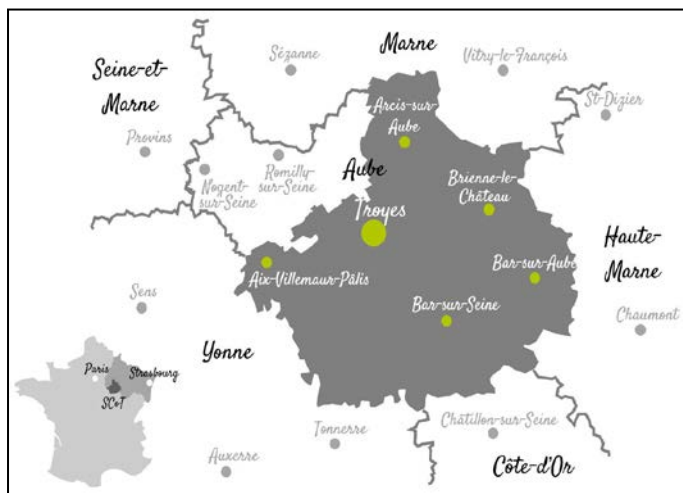 Marne
Sézanne
Vitry-le-François
Seine-et-
Marne
St-Dizier
Arcis-sur-
Aube
Provins
Romilly-
sur-Seine
Nogent-
sur-Seine
Aube
Brienne-le-
Château
Troyes
Haute-
Marne
Bar-sur-Aube
Aix-Villemaur-Pâlis
Sens
Bar-sur-Seine
Chaumont
Yonne
Paris
Strasbourg
SCoT
Tonnerre
Châtillon-sur-Seine
Auxerre
Côte-d'Or